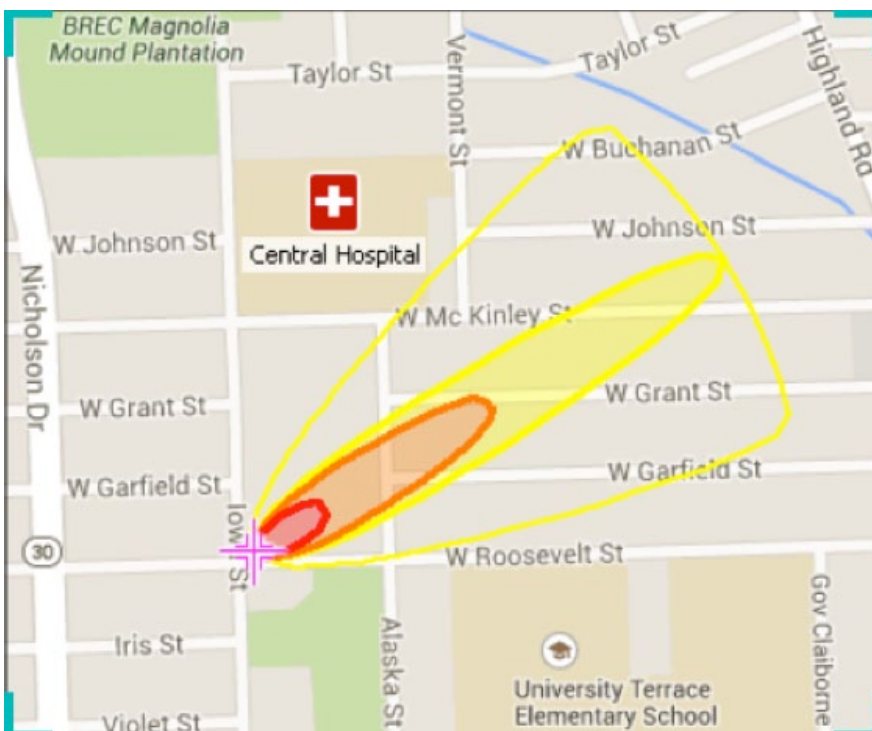 BREC Magnolia
Mound Plantation
Taylor St
Taylor St
Vermont St
Highland Rd
W Buchanan St
W Johnson St
W Johnson St
Central Hospital
Nicholson Dr
W Mc Kinley St
W Grant St
W Grant St
W Garfield St
W Garfield St
St
30
W Roosevelt St
Iris St
Alaska St
Gov Claiborne
University Terrace
Elementary School
Violet St